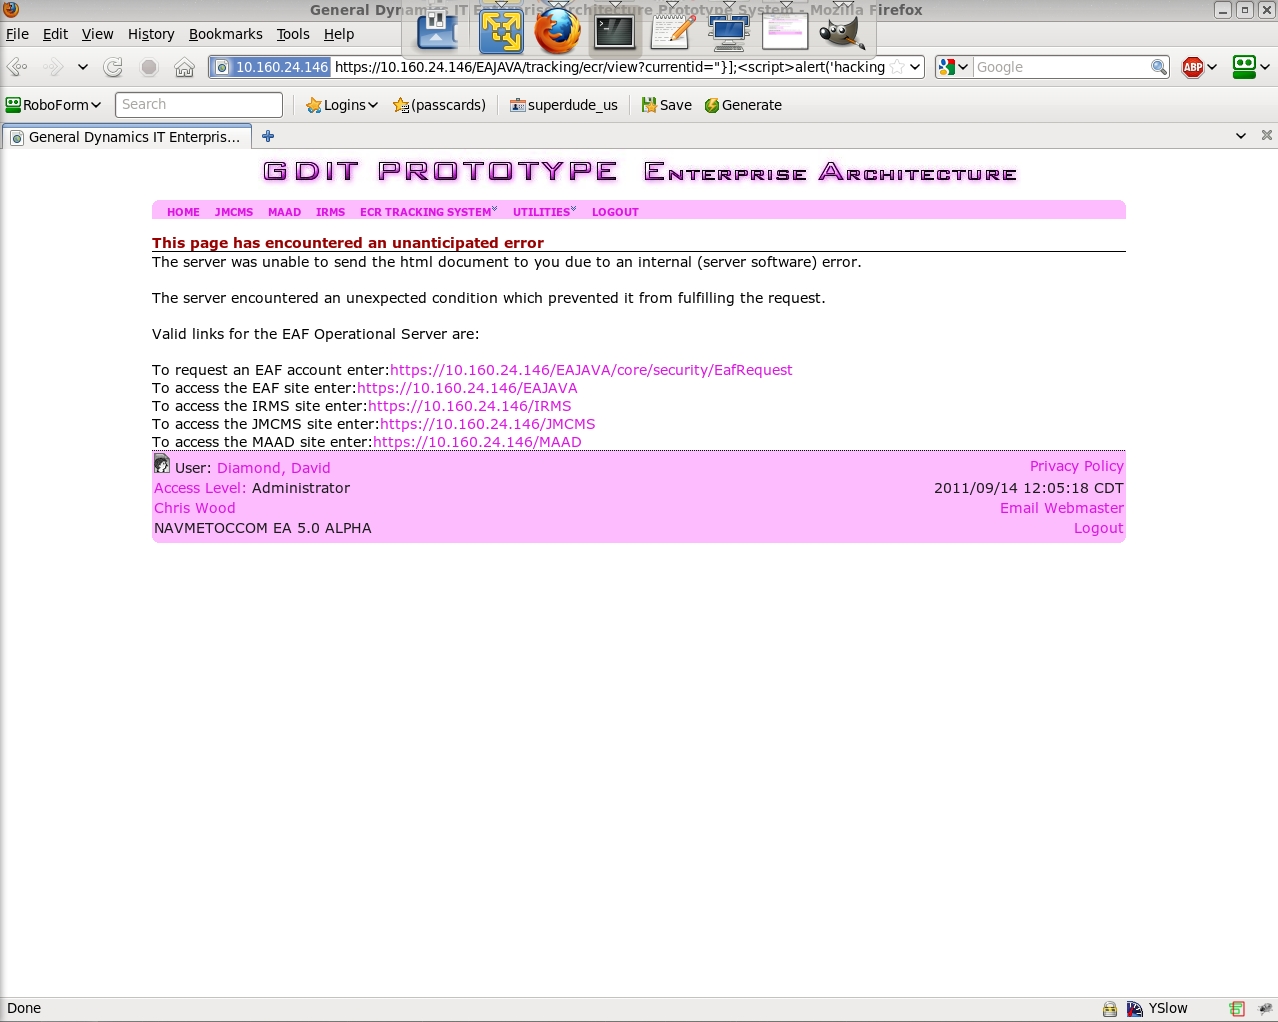 General Dynamics IT Enterprise Architecture Prototype System - Mozilla Firefox
File Edit View History Bookmarks Tools Help
10.160.24.146 https://10.160.24.146/EAJAVA/tracking/ecr/view?currentid="}];<script>alert('hacking Google ABP
RoboForm Search Logins (passcards) superdude_us Save Generate
General Dynamics IT Enterpris...
GDIT PROTOTYPE Enterprise Architecture
HOME JMCMS MAAD IRMS ECR TRACKING SYSTEM UTILITIES LOGOUT
This page has encountered an unanticipated error
The server was unable to send the html document to you due to an internal (server software) error.
The server encountered an unexpected condition which prevented it from fulfilling the request.
Valid links for the EAF Operational Server are:
To request an EAF account enter:https://10.160.24.146/EAJAVA/core/security/EafRequest
To access the EAF site enter:https://10.160.24.146/EAJAVA
To access the IRMS site enter:https://10.160.24.146/IRMS
To access the JMCMS site enter:https://10.160.24.146/JMCMS
To access the MAAD site enter:https://10.160.24.146/MAAD
User: Diamond, David Privacy Policy
Access Level: Administrator 2011/09/14 12:05:18 CDT
Chris Wood Email Webmaster
NAVMETOCCOM EA 5.0 ALPHA Logout
Done YSlow